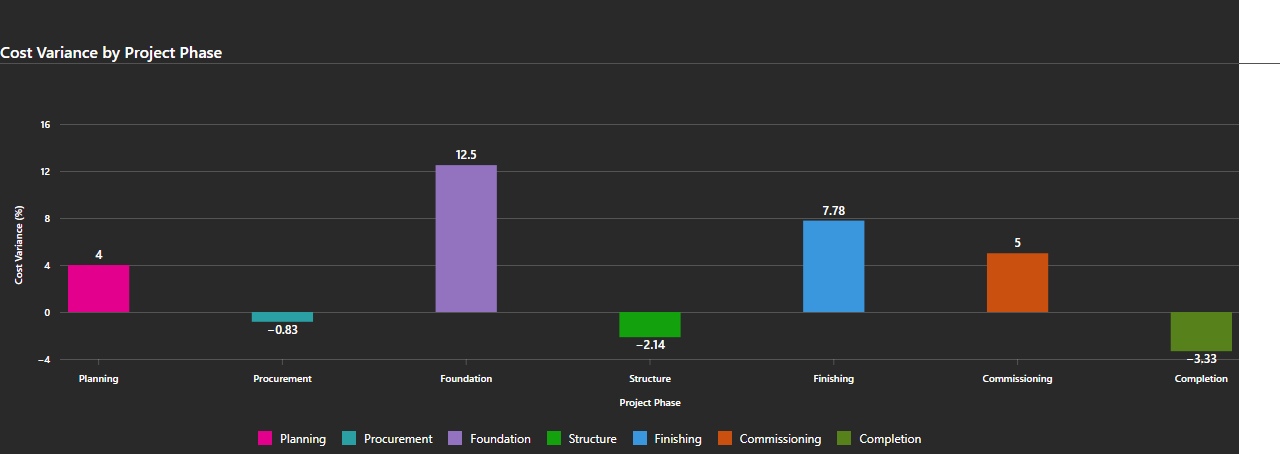 Cost Variance by Project Phase
16
12
8
4
0
−4
Cost Variance (%)
4
−0.83
12.5
−2.14
7.78
5
−3.33
Planning Procurement Foundation Structure Finishing Commissioning Completion
Project Phase
Planning Procurement Foundation Structure Finishing Commissioning Completion